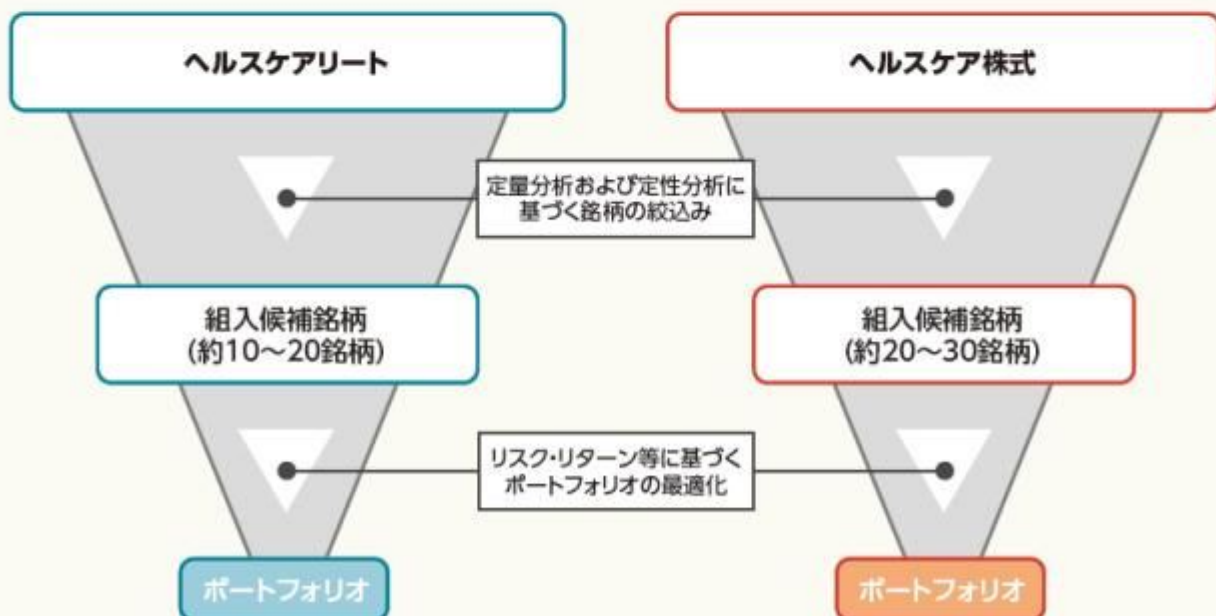 ヘルスケアリート
ヘルスケア株式
定量分析および定性分析に
基づく銘柄の絞込み
組入候補銘柄
(約10〜20銘柄)
組入候補銘柄
(約20〜30銘柄)
リスク・リターン等に基づく
ポートフォリオの最適化
ポートフォリオ
ポートフォリオ